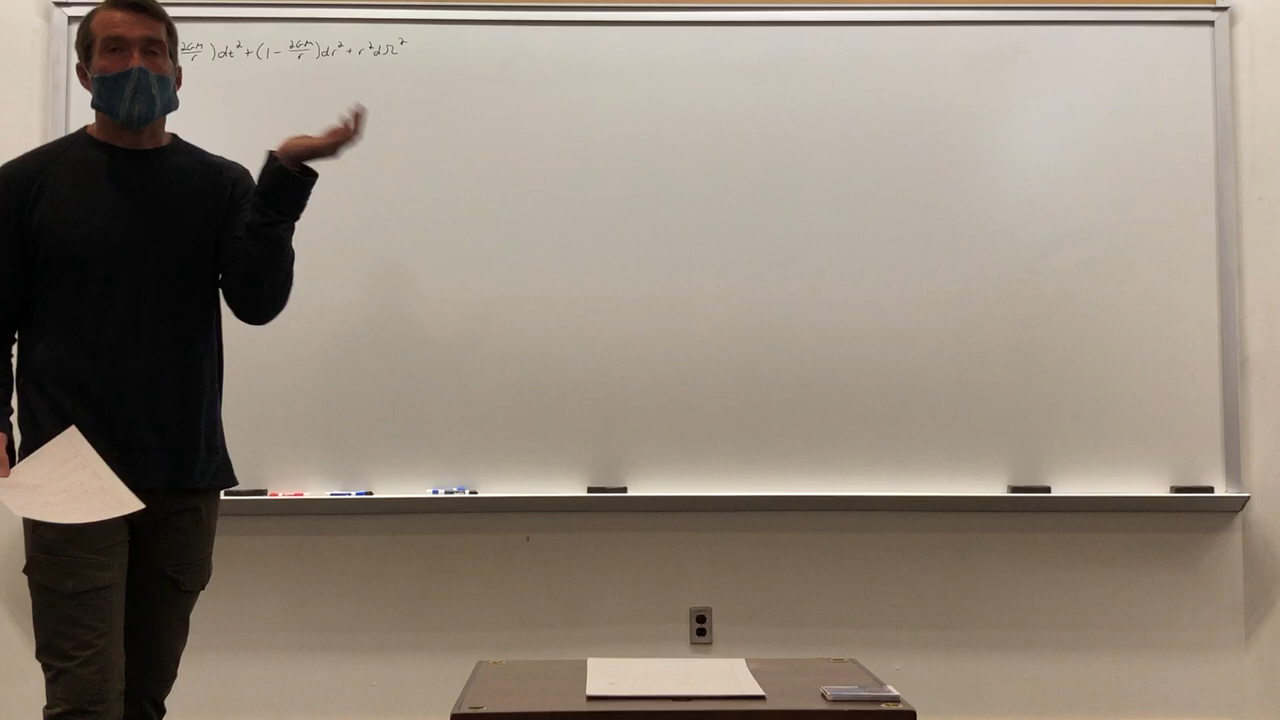 2GM/r)dt² + (1 - 2GM/r)dr² + r²dΩ²